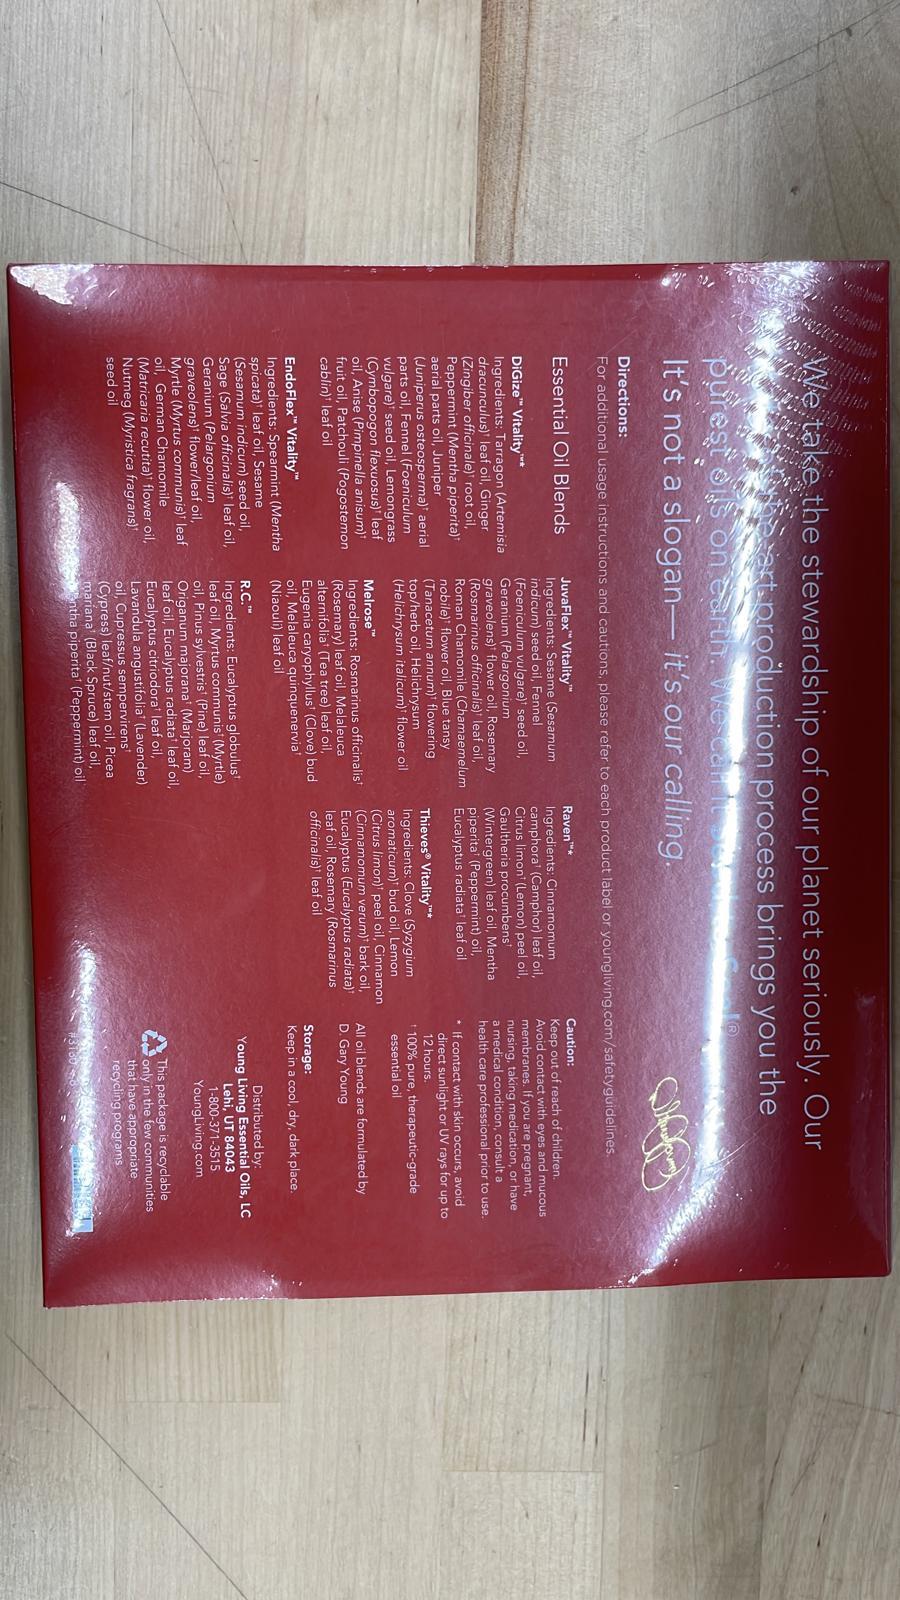 We take the stewardship of our planet seriously. Our
art production process brings you the
purest oils on earth. We call it Seed to Seal®
It's not a slogan—it's our calling.
Directions:
For additional usage instructions and cautions, please refer to each product label or youngliving.com/safetyguidelines.
Essential Oil Blends
DiGize™ Vitality™*
Ingredients: Tarragon (Artemisia
dracunculus)† leaf oil, Ginger
(Zingiber officinale)† root oil,
Peppermint (Mentha piperita)†
aerial parts oil, Juniper
(Juniperus osteosperma)† aerial
parts oil, Fennel (Foeniculum
vulgare)† seed oil, Lemongrass
(Cymbopogon flexuosus)† leaf
oil, Anise (Pimpinella anisum)†
fruit oil, Patchouli (Pogostemon
cablin)† leaf oil
EndoFlex™ Vitality™
Ingredients: Spearmint (Mentha
spicata)† leaf oil, Sesame
(Sesamum indicum) seed oil,
Sage (Salvia officinalis)† leaf oil,
Geranium (Pelargonium
graveolens)† flower/leaf oil,
Myrtle (Myrtus communis)† leaf
oil, German Chamomile
(Matricaria recutita)† flower oil,
Nutmeg (Myristica fragrans)†
seed oil
JuvaFlex™ Vitality™
Ingredients: Sesame (Sesamum
indicum) seed oil, Fennel
(Foeniculum vulgare)† seed oil,
Geranium (Pelargonium
graveolens)† flower oil, Rosemary
(Rosmarinus officinalis)† leaf oil,
Roman Chamomile (Chamaemelum
nobile)† flower oil, Blue tansy
(Tanacetum annum)† flowering
top/herb oil, Helichrysum
(Helichrysum italicum)† flower oil
Melrose™
Ingredients: Rosmarinus officinalis†
(Rosemary) leaf oil, Melaleuca
alternifolia† (Tea tree) leaf oil,
Eugenia caryophyllus† (Clove) bud
oil, Melaleuca quinquenervia†
(Niaouli) leaf oil
R.C.™
Ingredients: Eucalyptus globulus†
leaf oil, Myrtus communis† (Myrtle)
oil, Pinus sylvestris† (Pine) leaf oil,
Origanum majorana† (Marjoram)
leaf oil, Eucalyptus radiata† leaf oil,
Eucalyptus citriodora† leaf oil,
Lavandula angustifolia† (Lavender)
oil, Cupressus sempervirens†
(Cypress) leaf/nut/stem oil, Picea
mariana† (Black Spruce) leaf oil,
Mentha piperita† (Peppermint) oil
Raven™*
Ingredients: Cinnamomum
camphora† (Camphor) leaf oil,
Citrus limon† (Lemon) peel oil,
Gaultheria procumbens†
(Wintergreen) leaf oil, Mentha
piperita† (Peppermint) oil,
Eucalyptus radiata† leaf oil
Thieves® Vitality™*
Ingredients: Clove (Syzygium
aromaticum)† bud oil, Lemon
(Citrus limon)† peel oil, Cinnamon
(Cinnamomum verum)† bark oil,
Eucalyptus (Eucalyptus radiata)†
leaf oil, Rosemary (Rosmarinus
officinalis)† leaf oil
Caution:
Keep out of reach of children.
Avoid contact with eyes and mucous
membranes. If you are pregnant,
nursing, taking medication, or have
a medical condition, consult a
health care professional prior to use.
* If contact with skin occurs, avoid
direct sunlight or UV rays for up to
12 hours.
† 100% pure, therapeutic-grade
essential oil
All oil blends are formulated by
D. Gary Young
Storage:
Keep in a cool, dry, dark place.
Distributed by:
Young Living Essential Oils, LC
Lehi, UT 84043
1-800-371-3515
YoungLiving.com
This package is recyclable
only in the few communities
that have appropriate
recycling programs